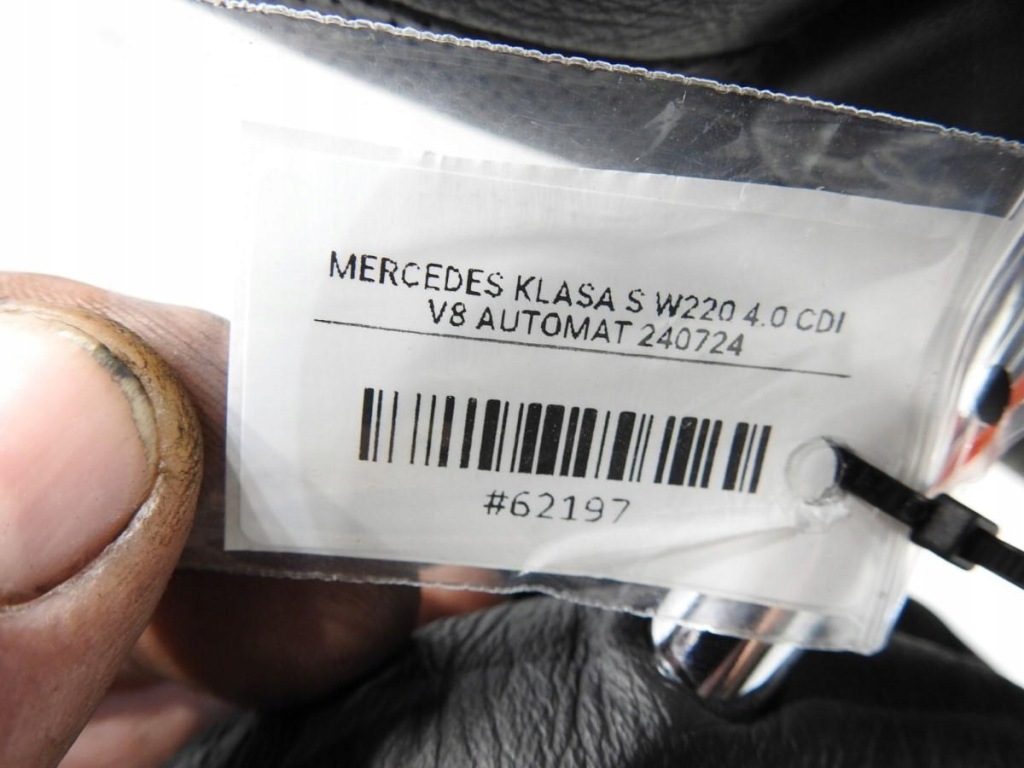 MERCEDES KLASA S W220 4.0 CDI
V8 AUTOMAT 240724
#62197